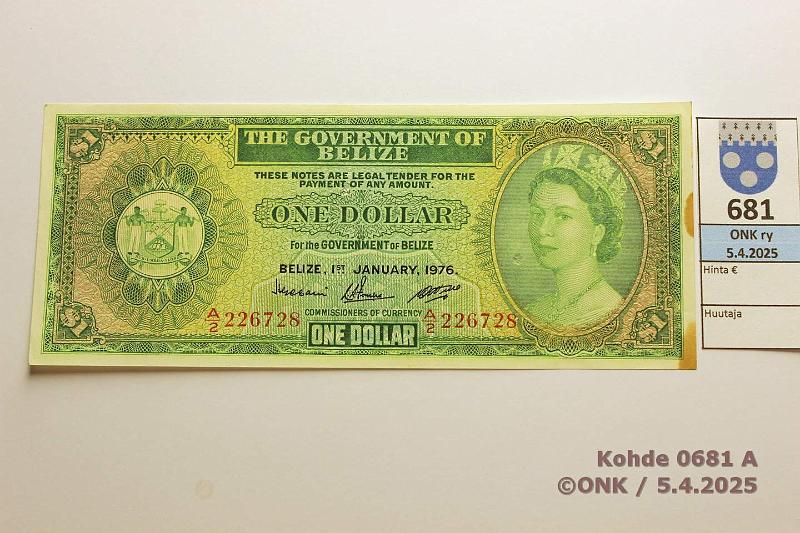 $1
$1
THE GOVERNMENT OF
BELIZE
THESE NOTES ARE LEGAL TENDER FOR THE
PAYMENT OF ANY AMOUNT.
ONE DOLLAR
For the GOVERNMENT of BELIZE
BELIZE, 1ST JANUARY, 1976.
COMMISSIONERS OF CURRENCY
A/2 226728
A/2 226728
ONE DOLLAR
$1
$1
681
ONK ry
5.4.2025
Hinta €
Huutaja
Kohde 0681 A
©ONK / 5.4.2025